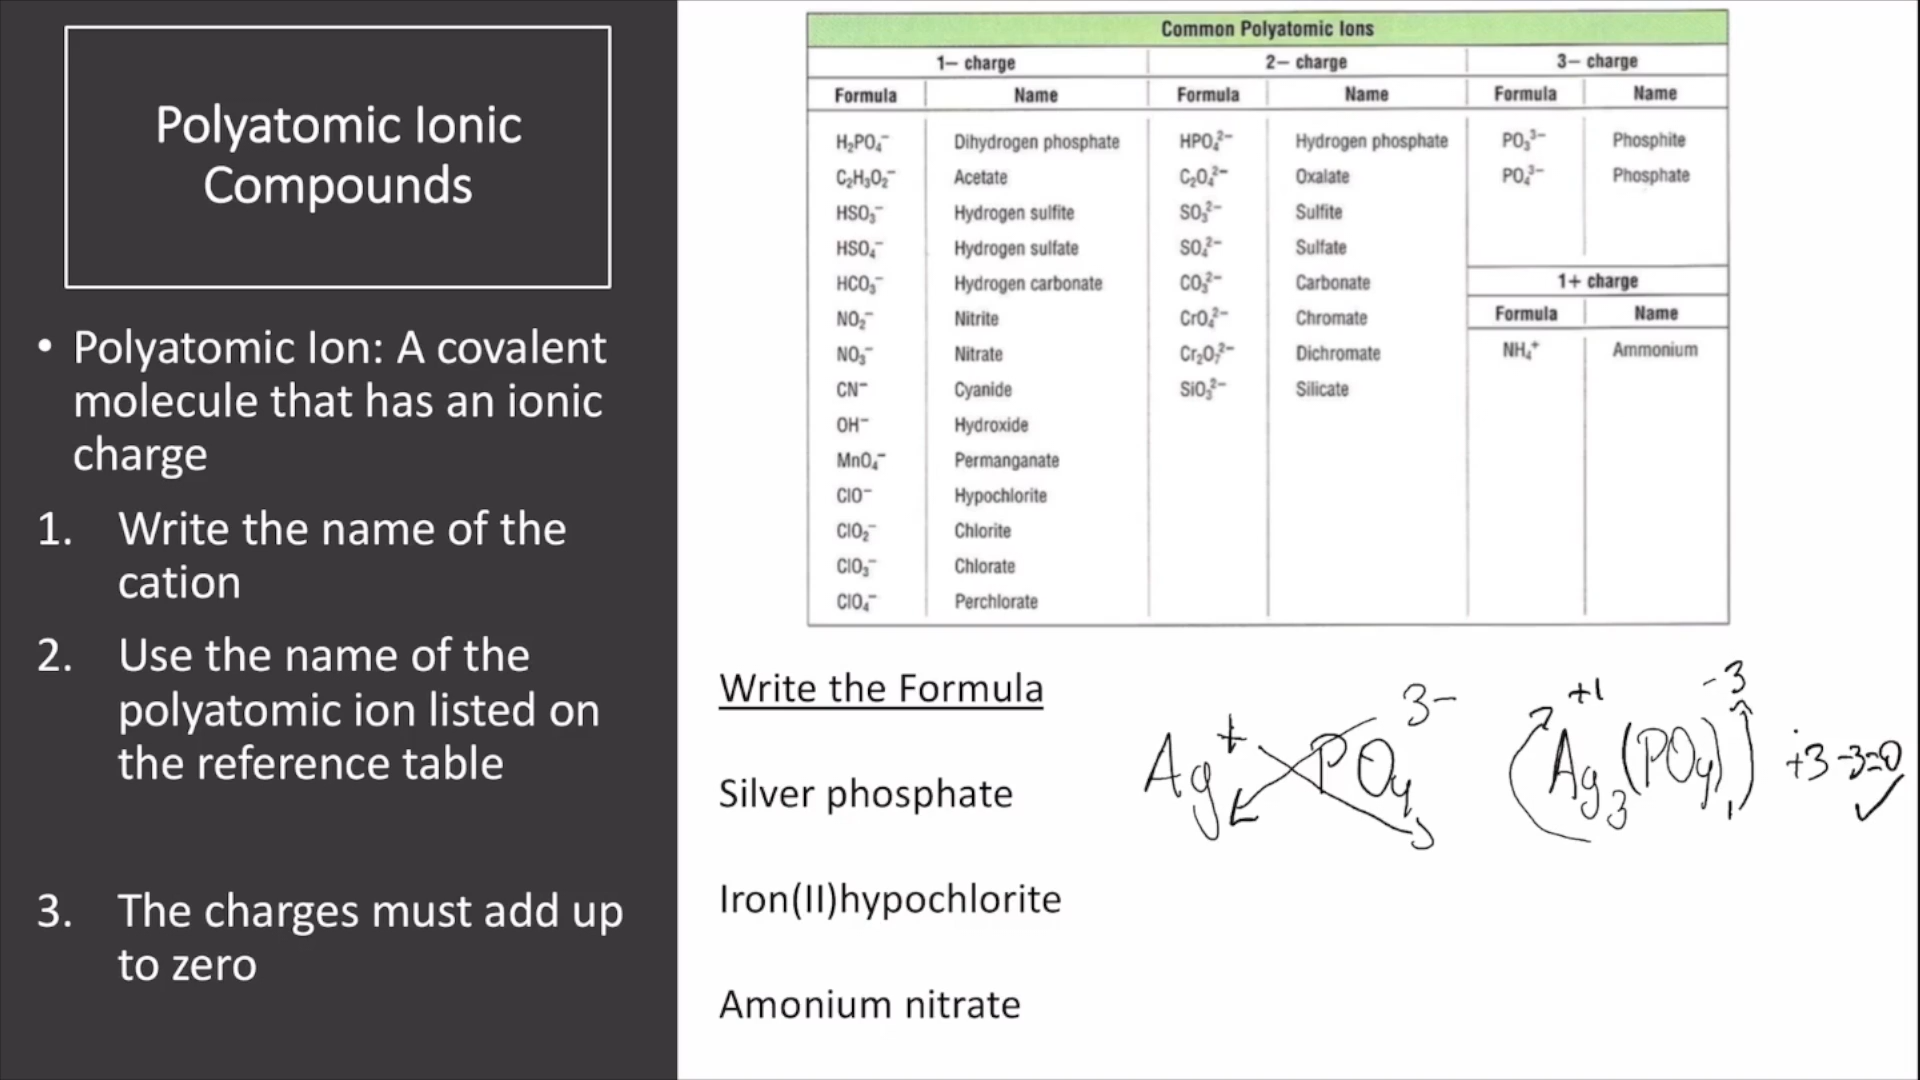 Polyatomic Ionic
Compounds
• Polyatomic Ion: A covalent
molecule that has an ionic
charge
1. Write the name of the
cation
2. Use the name of the
polyatomic ion listed on
the reference table
3. The charges must add up
to zero
Common Polyatomic Ions
1− charge 2− charge 3− charge
Formula Name Formula Name Formula Name
H₂PO₄⁻ Dihydrogen phosphate HPO₄²⁻ Hydrogen phosphate PO₃³⁻ Phosphite
C₂H₃O₂⁻ Acetate C₂O₄²⁻ Oxalate PO₄³⁻ Phosphate
HSO₃⁻ Hydrogen sulfite SO₃²⁻ Sulfite
HSO₄⁻ Hydrogen sulfate SO₄²⁻ Sulfate
HCO₃⁻ Hydrogen carbonate CO₃²⁻ Carbonate 1+ charge
NO₂⁻ Nitrite CrO₄²⁻ Chromate Formula Name
NO₃⁻ Nitrate Cr₂O₇²⁻ Dichromate NH₄⁺ Ammonium
CN⁻ Cyanide SiO₃²⁻ Silicate
OH⁻ Hydroxide
MnO₄⁻ Permanganate
ClO⁻ Hypochlorite
ClO₂⁻ Chlorite
ClO₃⁻ Chlorate
ClO₄⁻ Perchlorate
Write the Formula
Silver phosphate Ag⁺ PO₄³⁻ +1 -3 Ag₃(PO₄)₁ +3-3=0 ✓
Iron(II)hypochlorite
Amonium nitrate